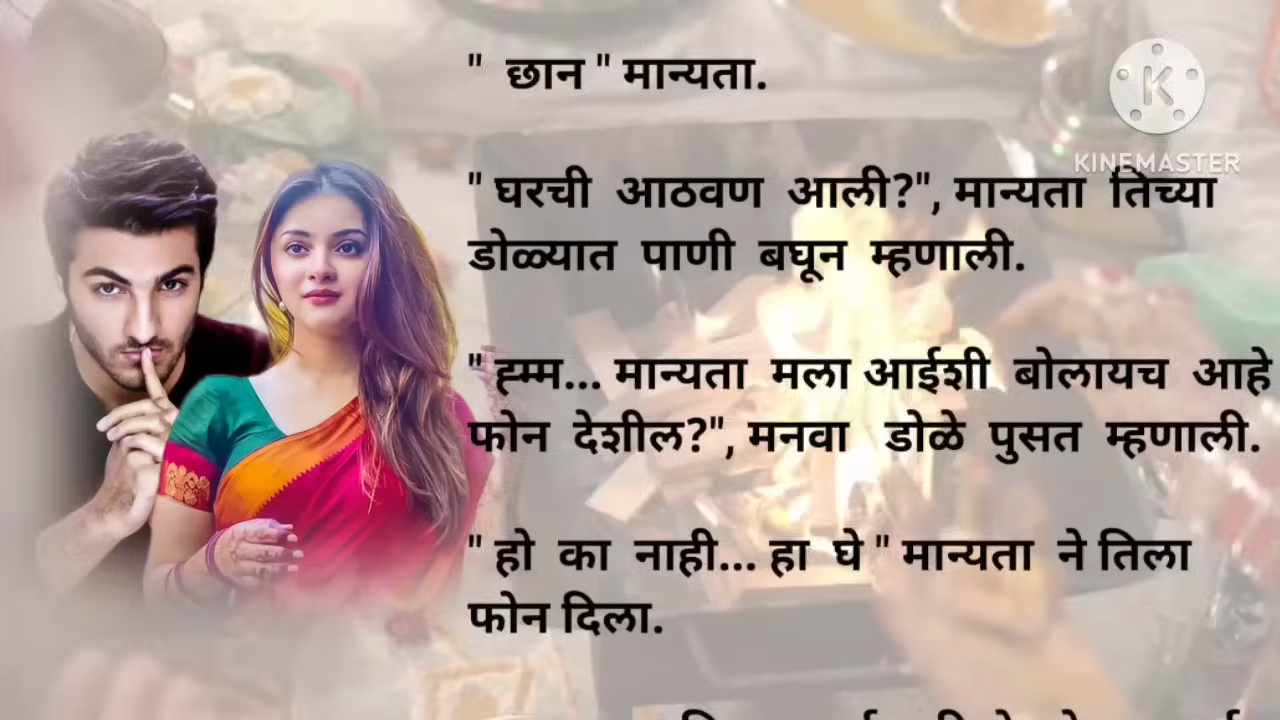 " छान " मान्यता.
KINEMASTER
" घरची आठवण आली?", मान्यता तिच्या
डोळ्यात पाणी बघून म्हणाली.
" ह्म्म... मान्यता मला आईशी बोलायच आहे
फोन देशील?", मनवा डोळे पुसत म्हणाली.
" हो का नाही... हा घे " मान्यता ने तिला
फोन दिला.